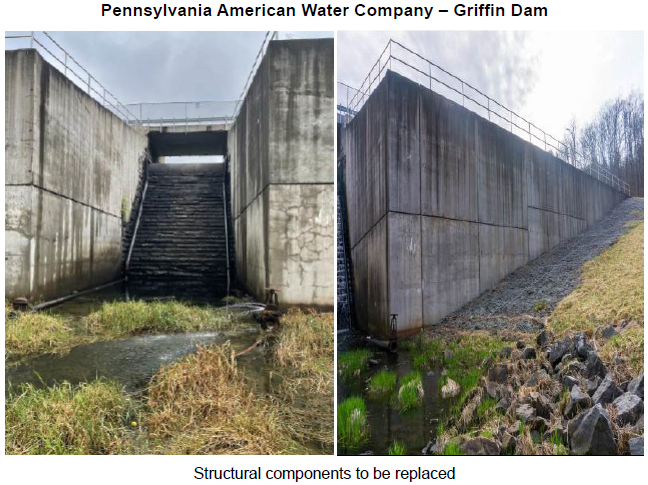 Pennsylvania American Water Company – Griffin Dam
Structural components to be replaced